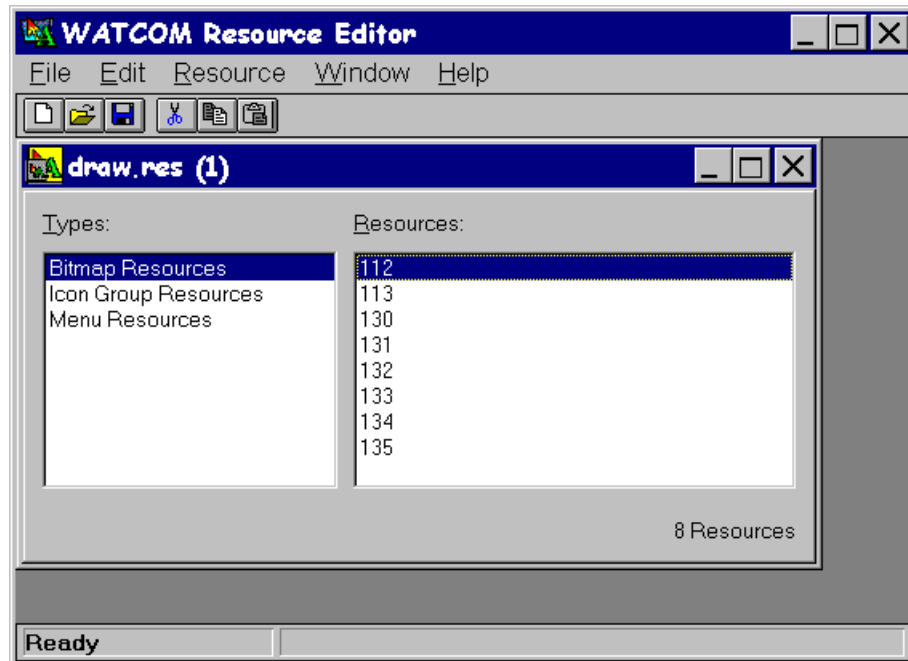 WATCOM Resource Editor
File Edit Resource Window Help
draw.res (1)
Types:
Resources:
Bitmap Resources
Icon Group Resources
Menu Resources
112
113
130
131
132
133
134
135
8 Resources
Ready